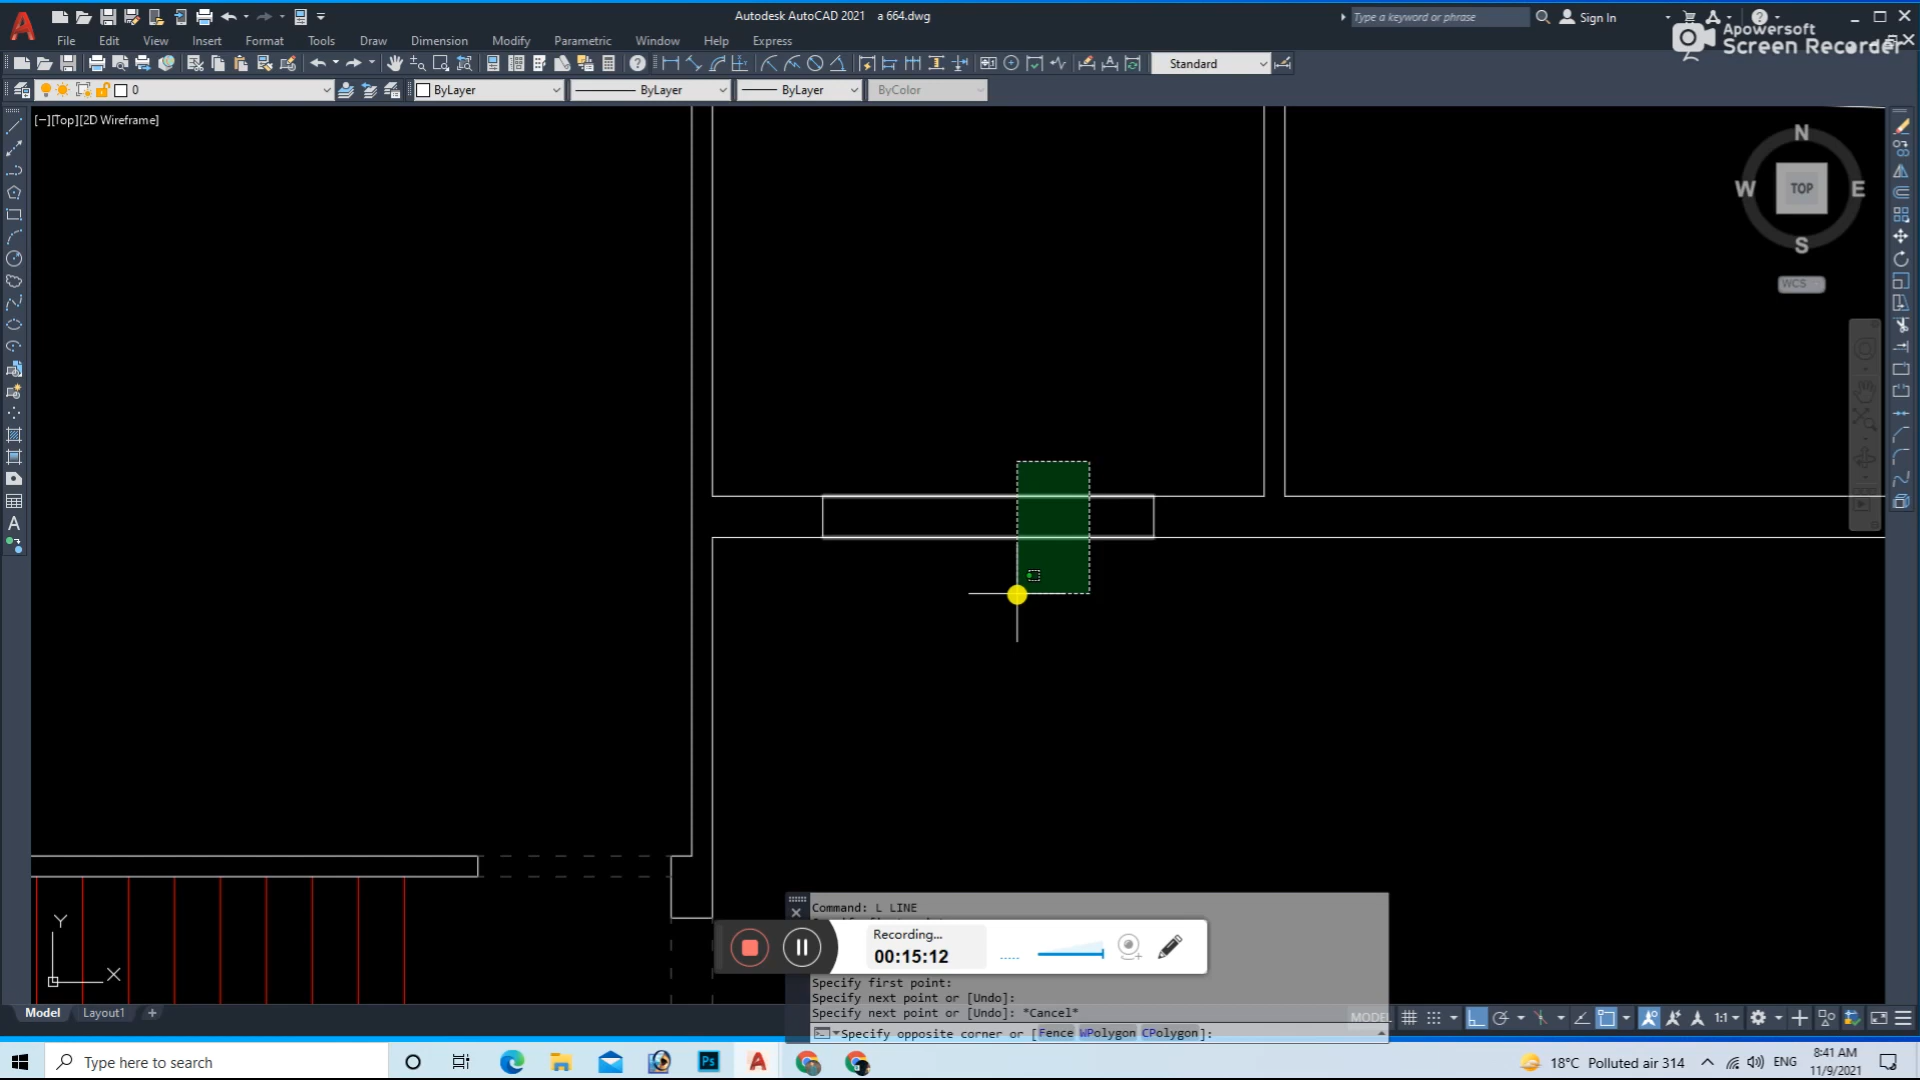 Autodesk AutoCAD 2021 a 664.dwg
Type a keyword or phrase
Sign In
Apowersoft
Screen Recorder
File Edit View Insert Format Tools Draw Dimension Modify Parametric Window Help Express
Standard
0
ByLayer
ByLayer
ByLayer
ByColor
[−][Top][2D Wireframe]
N
W
TOP
E
S
WCS
Command: L LINE
Recording...
00:15:12
Specify first point:
Specify next point or [Undo]:
Specify next point or [Undo]: *Cancel*
Specify opposite corner or [Fence WPolygon CPolygon]:
Y
X
Model
Layout1
MODEL
1:1
Type here to search
Ps
18°C Polluted air 314
ENG
8:41 AM
11/9/2021